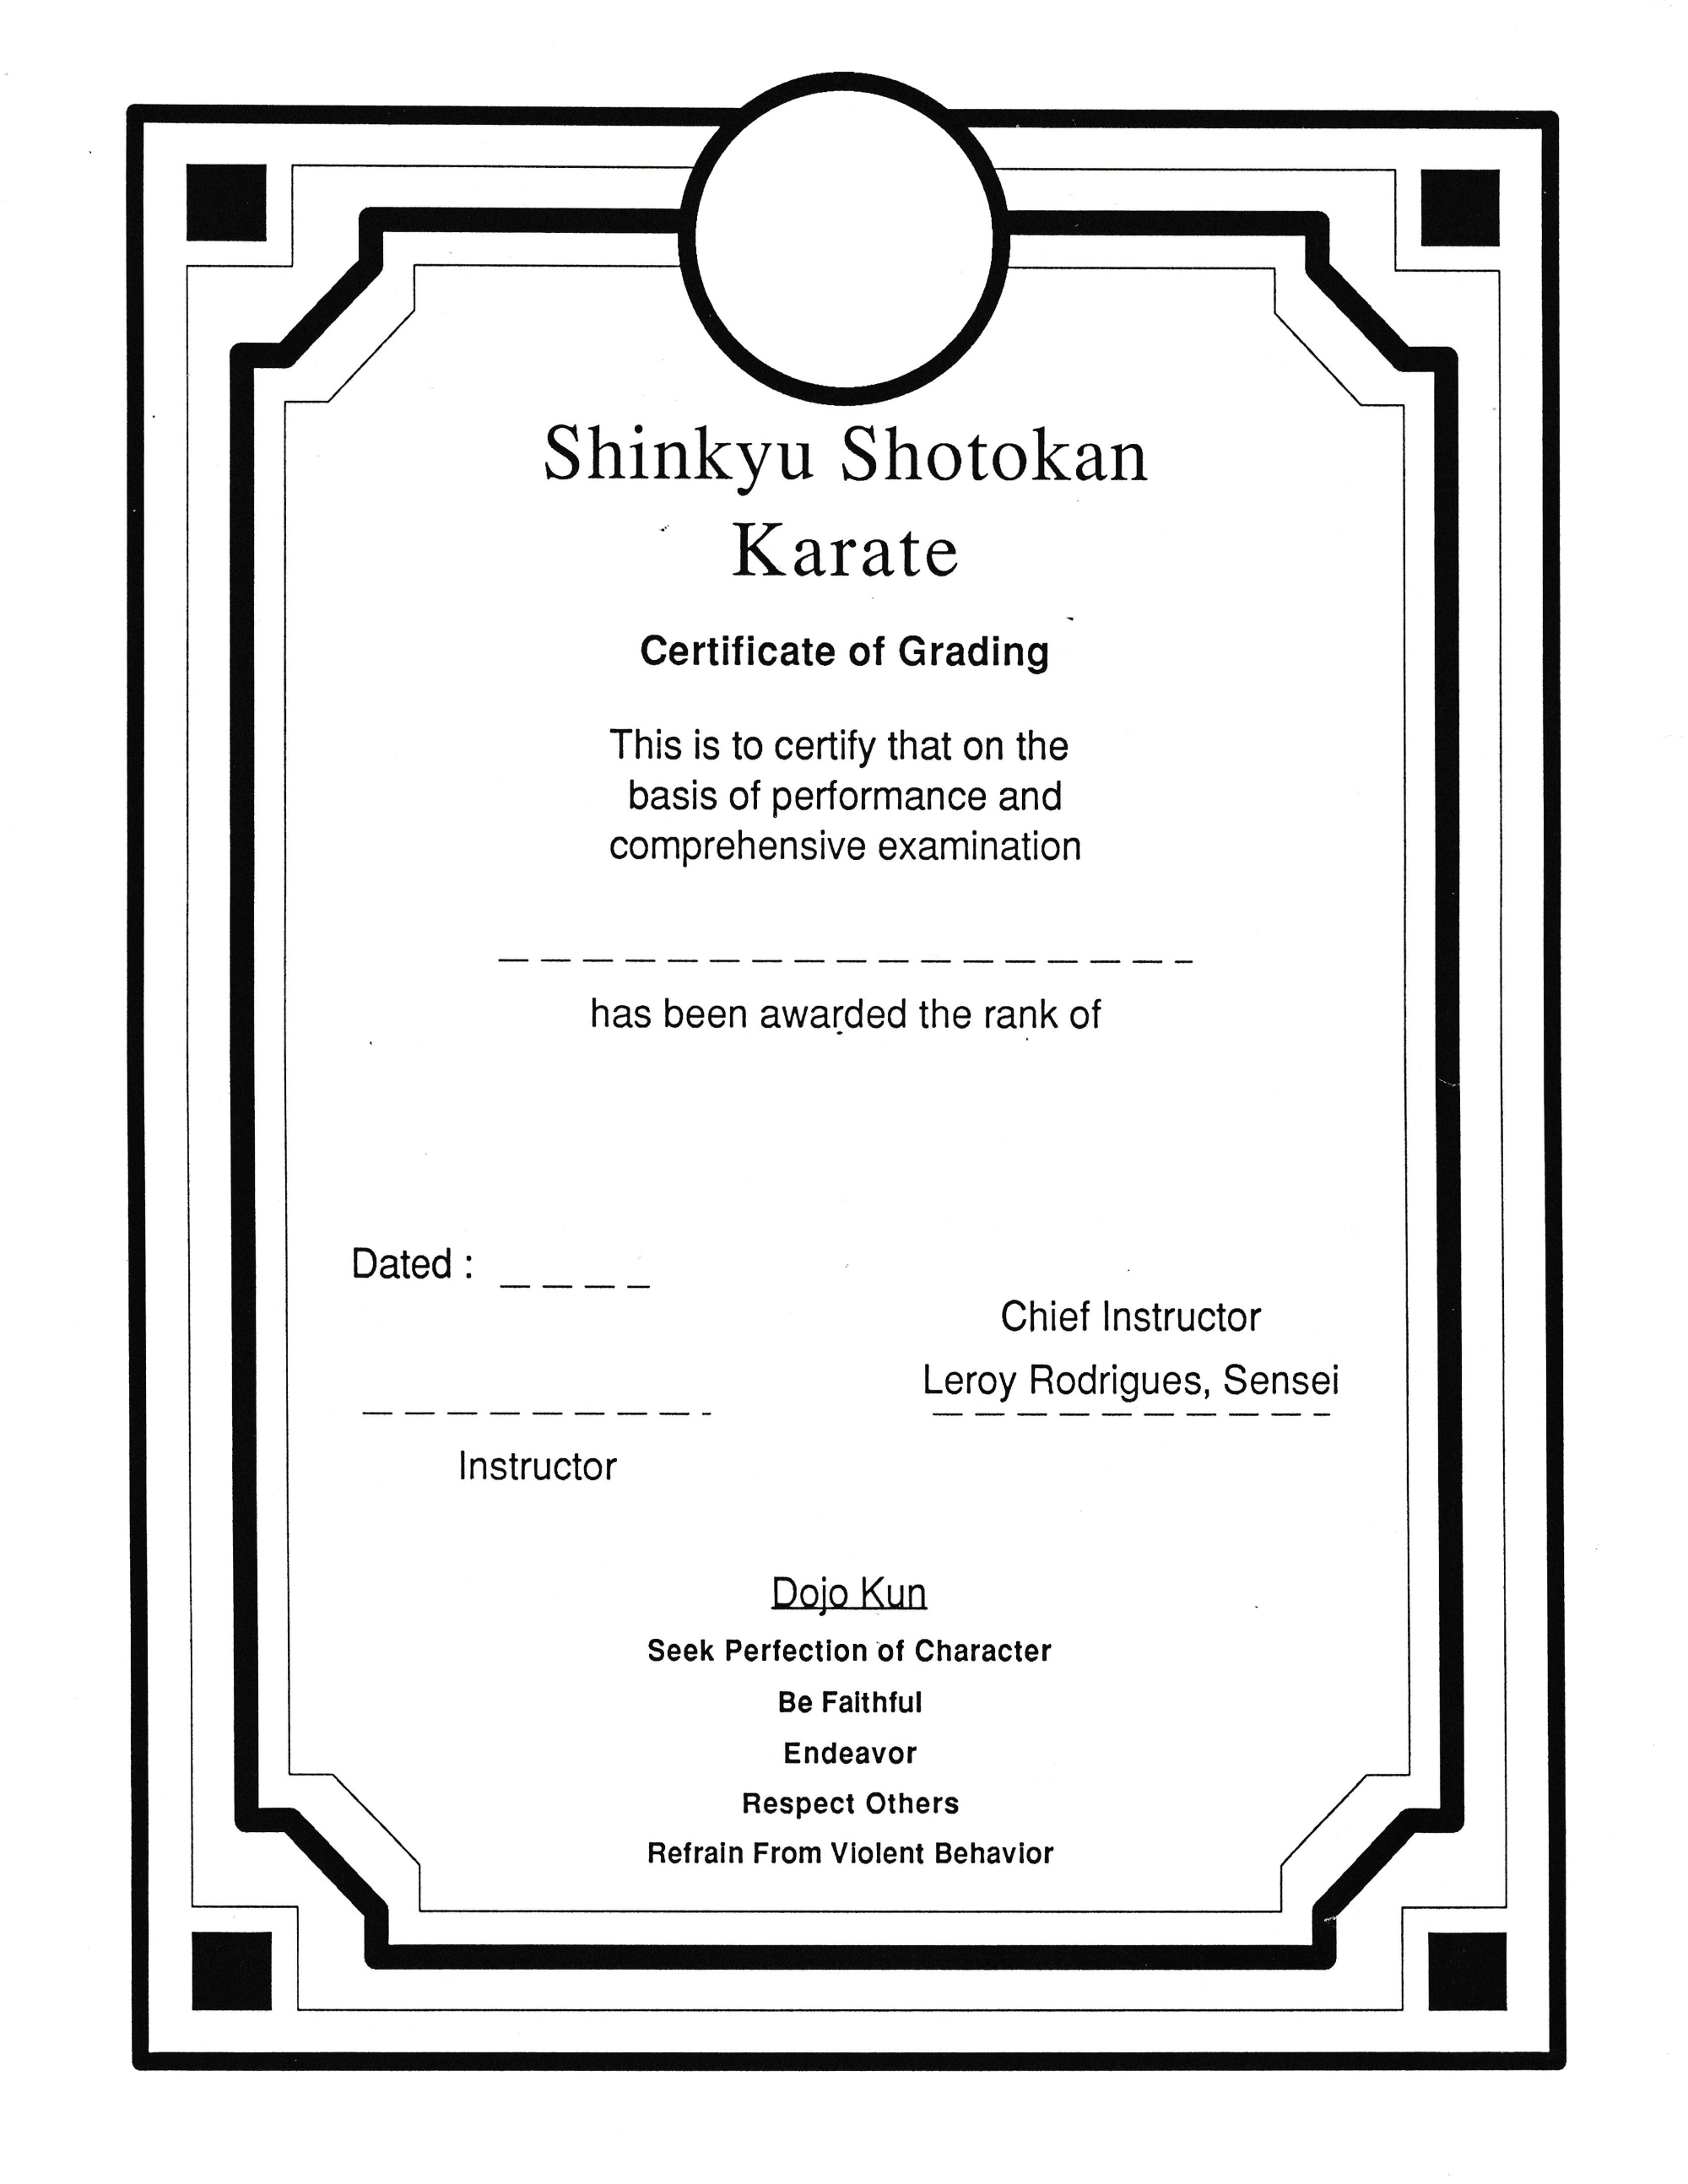 Shinkyu Shotokan
Karate
Certificate of Grading
This is to certify that on the
basis of performance and
comprehensive examination
has been awarded the rank of
Dated :
Chief Instructor
Leroy Rodrigues, Sensei
Instructor
Dojo Kun
Seek Perfection of Character
Be Faithful
Endeavor
Respect Others
Refrain From Violent Behavior